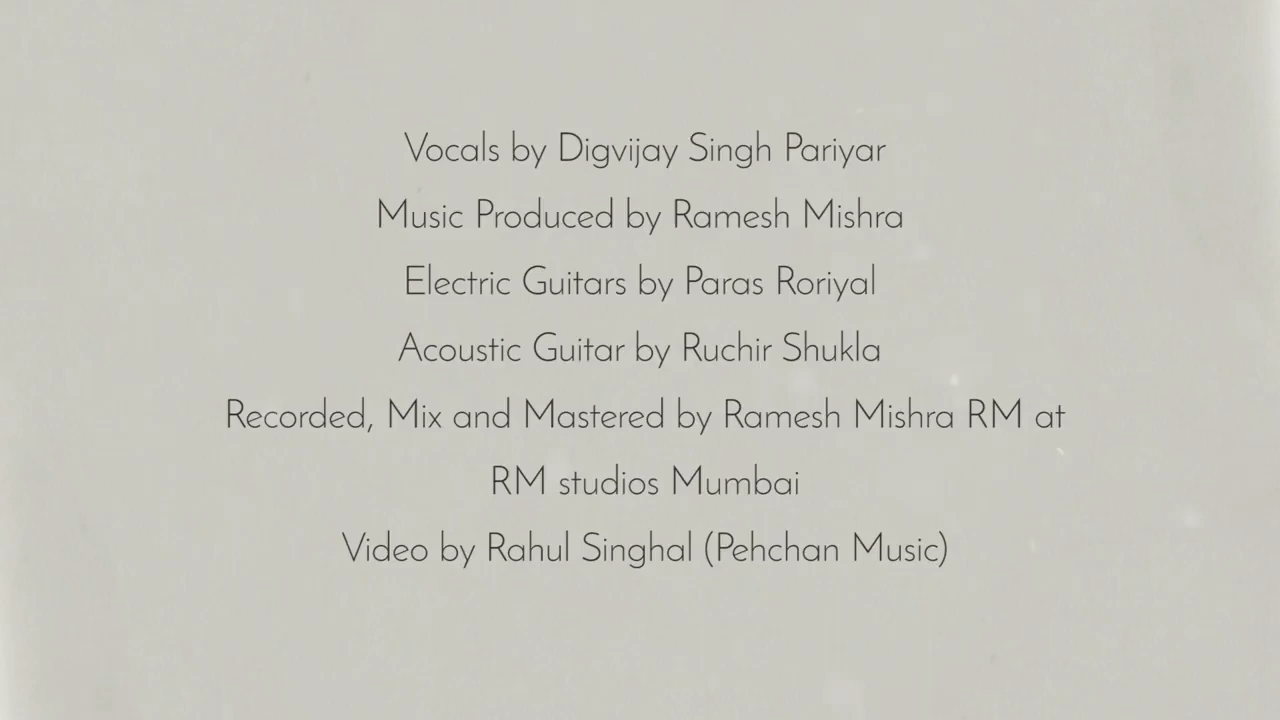 Vocals by Digvijay Singh Pariyar
Music Produced by Ramesh Mishra
Electric Guitars by Paras Roriyal
Acoustic Guitar by Ruchir Shukla
Recorded, Mix and Mastered by Ramesh Mishra RM at
RM studios Mumbai
Video by Rahul Singhal (Pehchan Music)